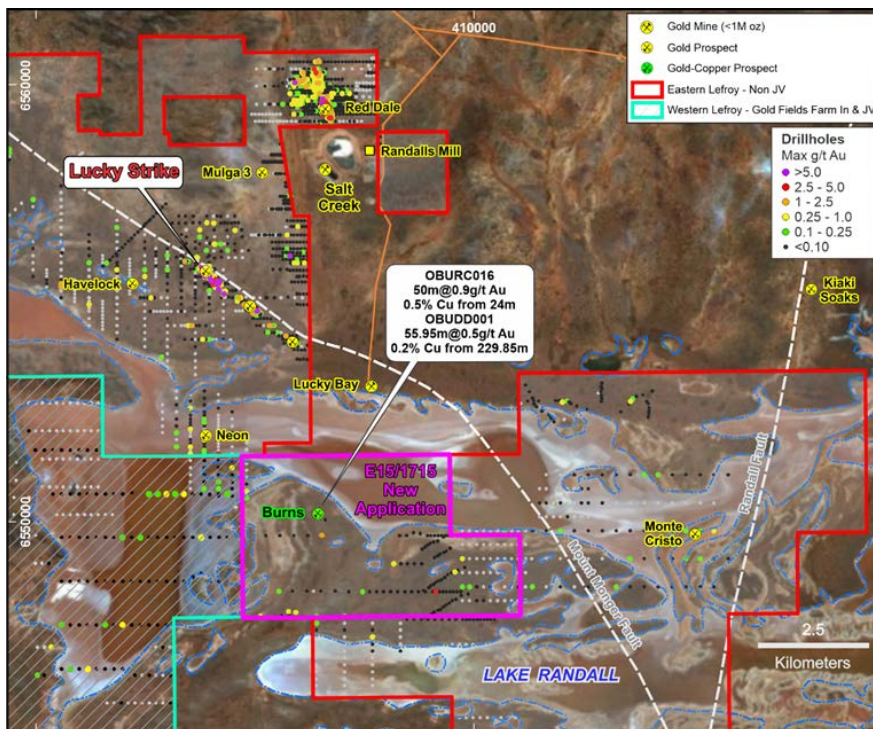 410000
6560000
6550000
Gold Mine (<1M oz)
Gold Prospect
Gold-Copper Prospect
Eastern Lefroy - Non JV
Western Lefroy - Gold Fields Farm In & JV
Drillholes
Max g/t Au
>5.0
2.5 - 5.0
1 - 2.5
0.25 - 1.0
0.1 - 0.25
<0.10
Red Dale
Randalls Mill
Mulga 3
Salt
Creek
Lucky Strike
Havelock
Kiaki
Soaks
OBURC016
50m@0.9g/t Au
0.5% Cu from 24m
OBUDD001
55.95m@0.5g/t Au
0.2% Cu from 229.85m
Lucky Bay
Neon
E15/1715
New
Application
Burns
Monte
Cristo
Randall Fault
Mount Monger Fault
2.5
Kilometers
LAKE RANDALL